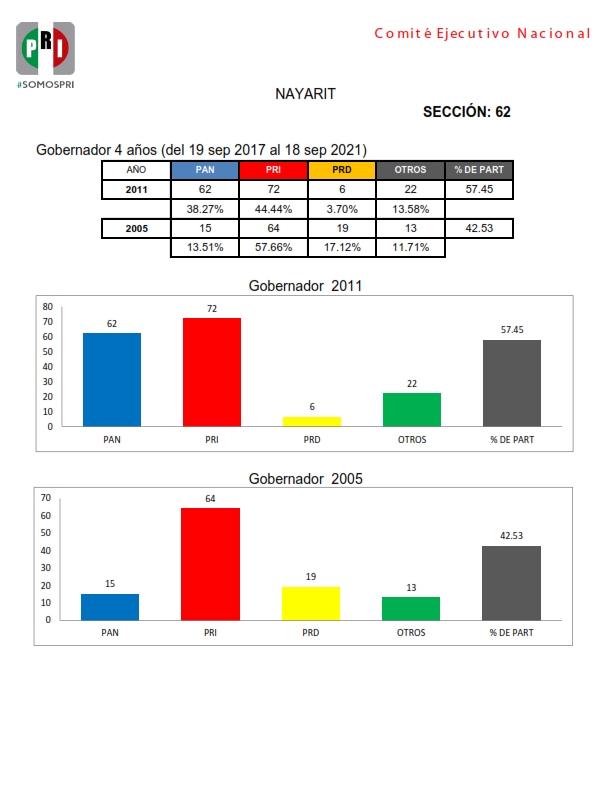 PRI
#SOMOSPRI
Comité Ejecutivo Nacional
NAYARIT
SECCIÓN: 62
Gobernador 4 años (del 19 sep 2017 al 18 sep 2021)
AÑO PAN PRI PRD OTROS % DE PART
2011 62 72 6 22 57.45
38.27% 44.44% 3.70% 13.58%
2005 15 64 19 13 42.53
13.51% 57.66% 17.12% 11.71%
Gobernador 2011
80
70
60
50
40
30
20
10
0
62
72
6
22
57.45
PAN PRI PRD OTROS % DE PART
Gobernador 2005
70
60
50
40
30
20
10
0
15
64
19
13
42.53
PAN PRI PRD OTROS % DE PART